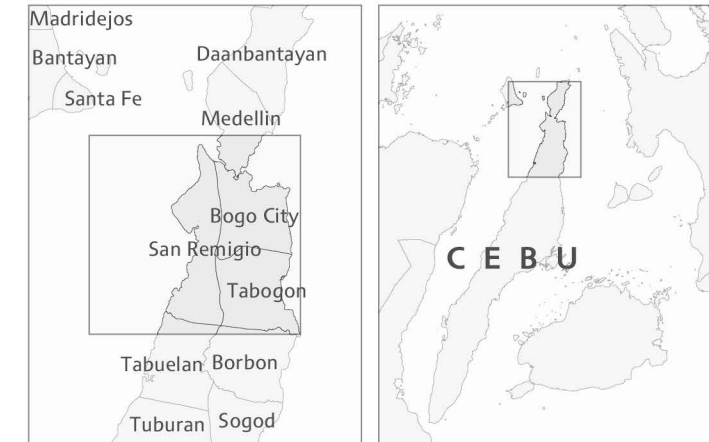 Madridejos
Bantayan
Daanbantayan
Santa Fe
Medellin
Bogo City
San Remigio
Tabogon
Tabuelan
Borbon
Tuburan
Sogod
CEBU